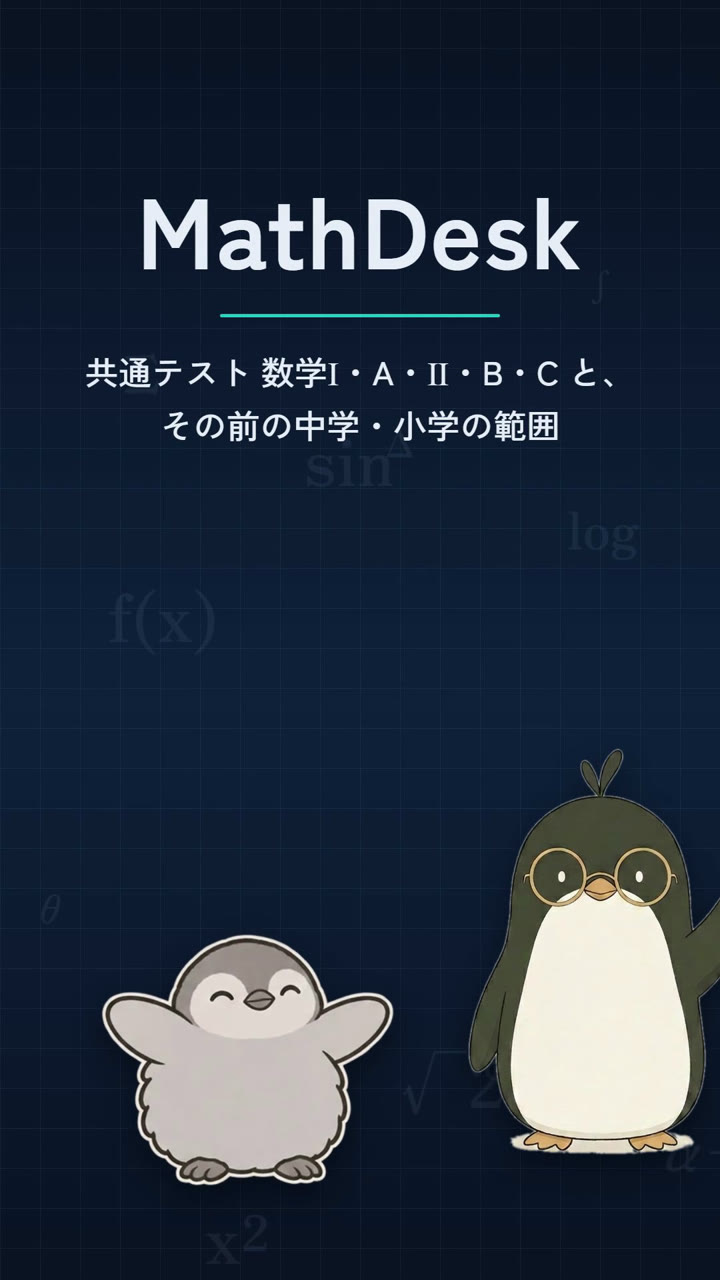 MathDesk
∫
共通テスト 数学I・A・II・B・C と、
その前の中学・小学の範囲
sin
log
f(x)
θ
√2
x²